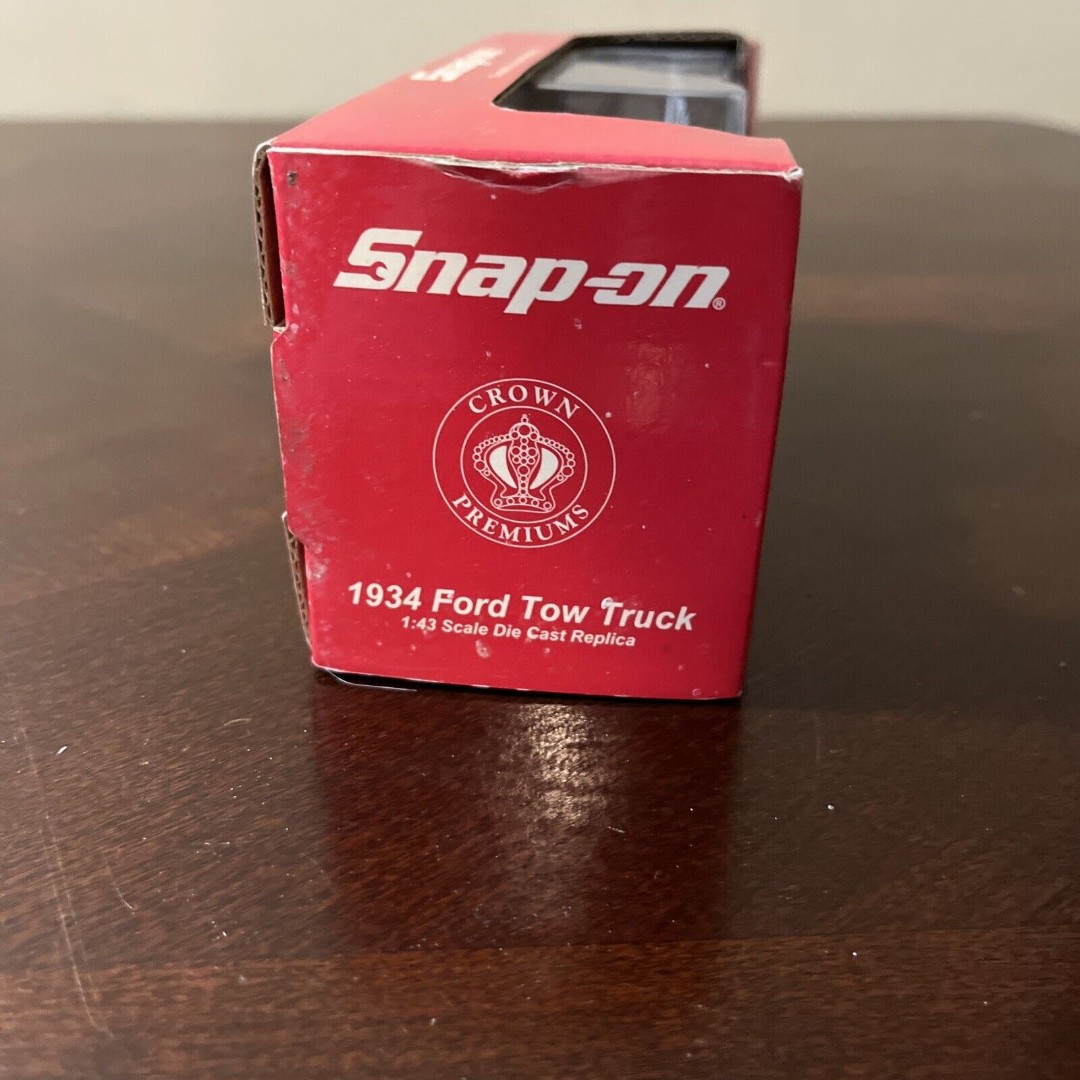 Snap-on®
CROWN
PREMIUMS
1934 Ford Tow Truck
1:43 Scale Die Cast Replica